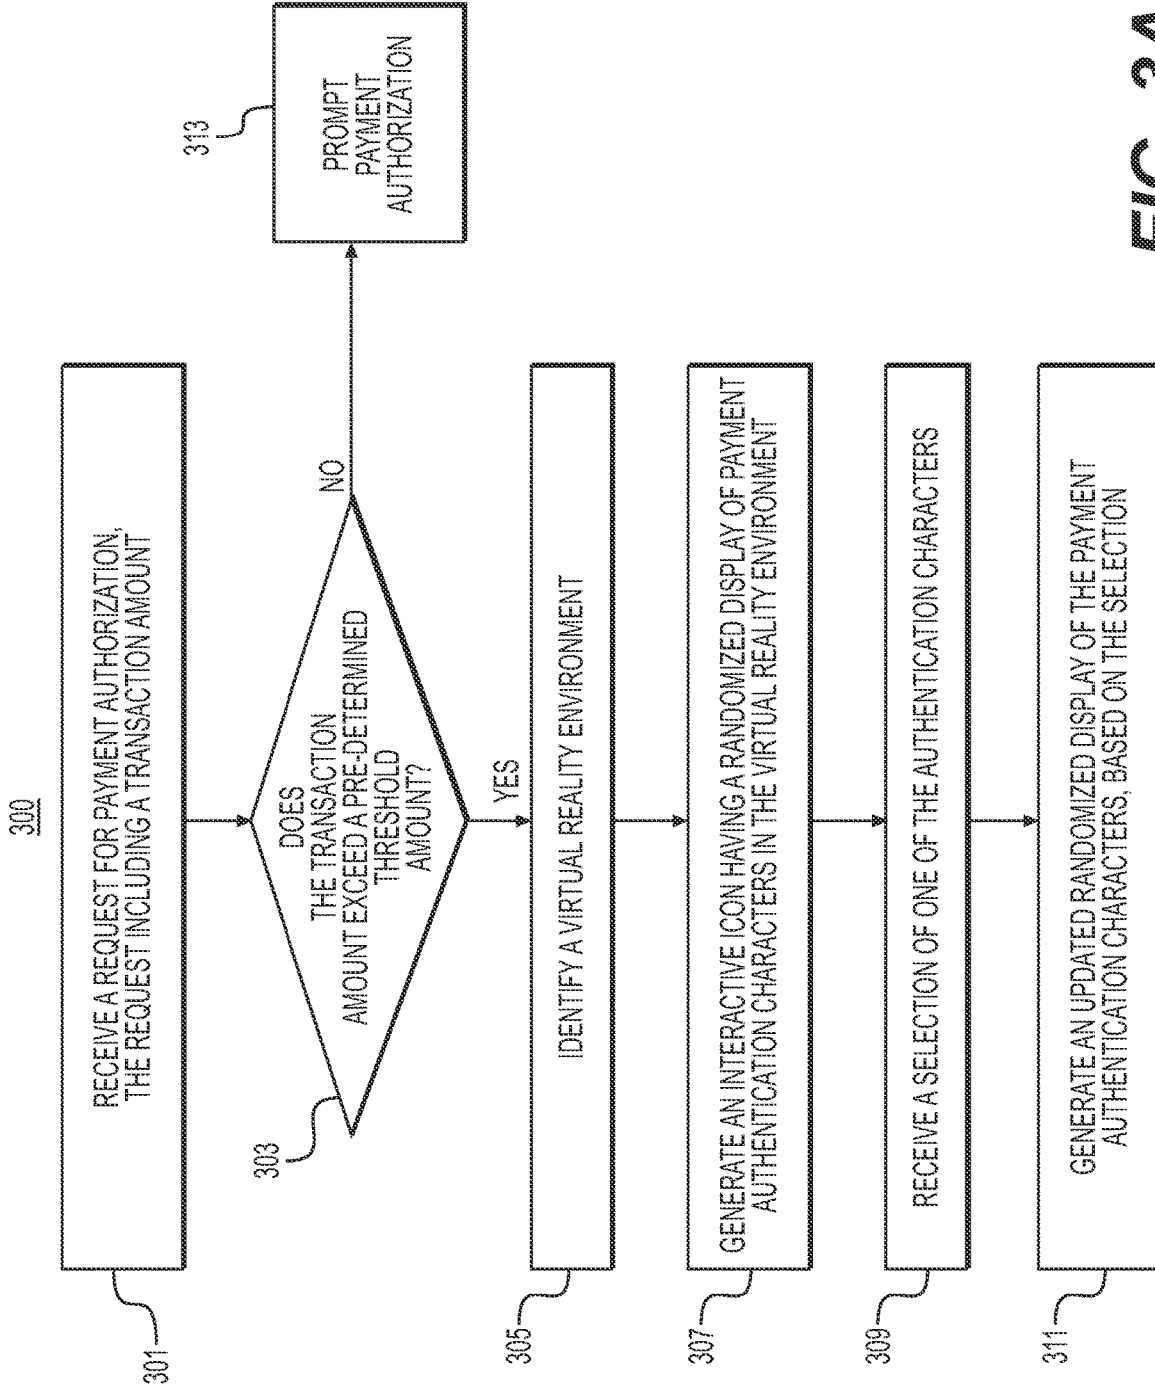 300
301
RECEIVE A REQUEST FOR PAYMENT AUTHORIZATION,
THE REQUEST INCLUDING A TRANSACTION AMOUNT
303
DOES
THE TRANSACTION
AMOUNT EXCEED A PRE-DETERMINED
THRESHOLD
AMOUNT?
NO
313
PROMPT
PAYMENT
AUTHORIZATION
YES
305
IDENTIFY A VIRTUAL REALITY ENVIRONMENT
307
GENERATE AN INTERACTIVE ICON HAVING A RANDOMIZED DISPLAY OF PAYMENT
AUTHENTICATION CHARACTERS IN THE VIRTUAL REALITY ENVIRONMENT
309
RECEIVE A SELECTION OF ONE OF THE AUTHENTICATION CHARACTERS
311
GENERATE AN UPDATED RANDOMIZED DISPLAY OF THE PAYMENT
AUTHENTICATION CHARACTERS, BASED ON THE SELECTION
FIG. 3A